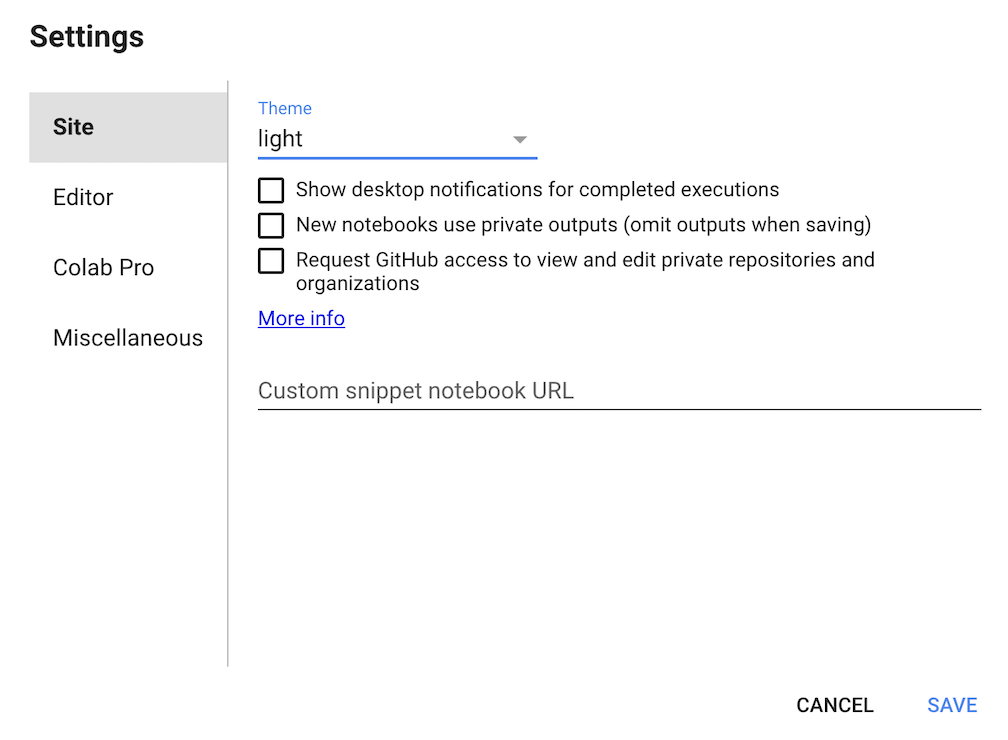 Settings
Site
Editor
Colab Pro
Miscellaneous
Theme
light
Show desktop notifications for completed executions
New notebooks use private outputs (omit outputs when saving)
Request GitHub access to view and edit private repositories and
organizations
More info
Custom snippet notebook URL
CANCEL
SAVE